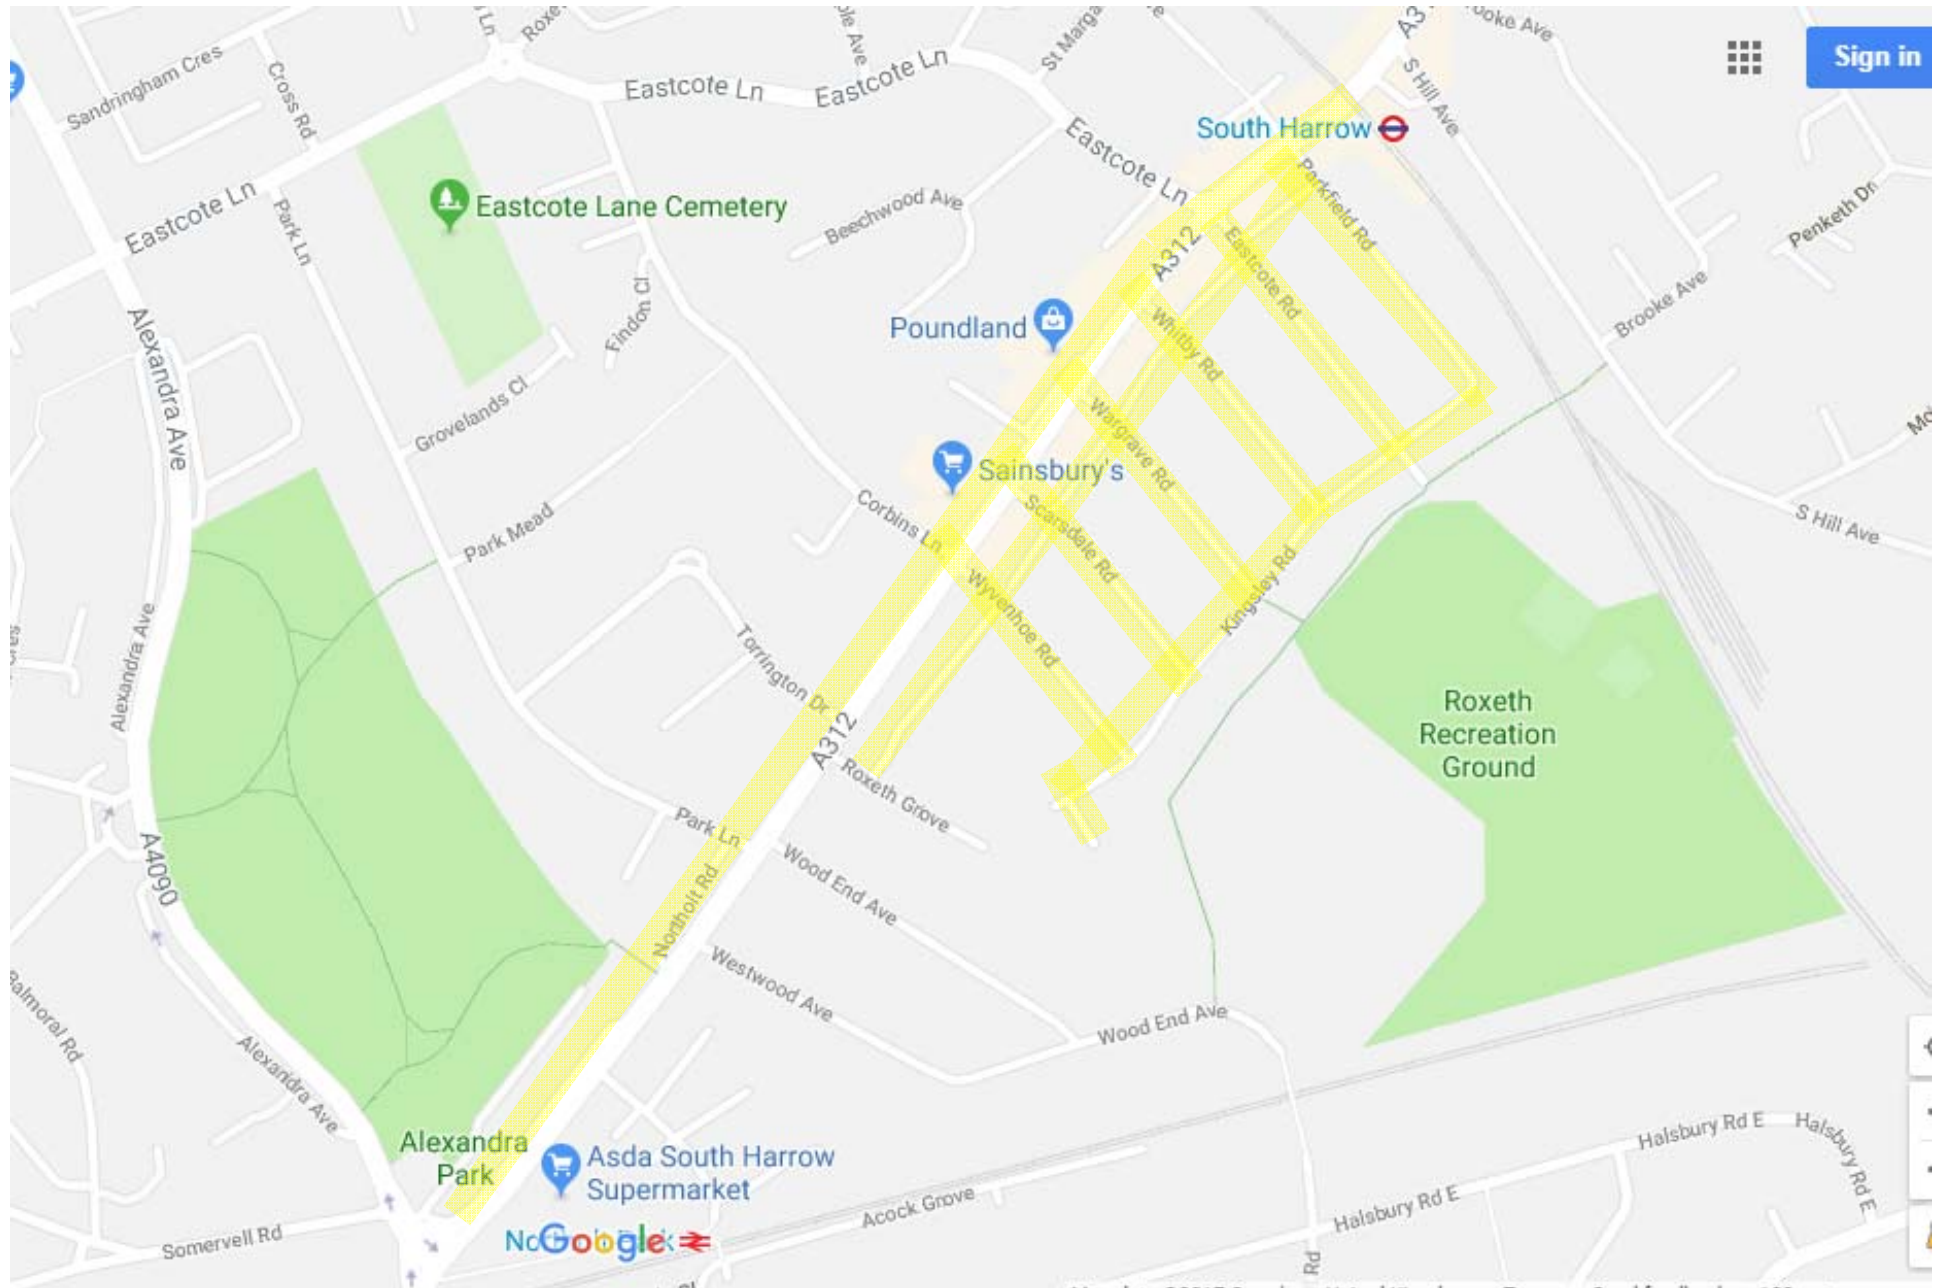 Sign in
Sandringham Cres
Cross Rd
Eastcote Ln
Eastcote Ln
Eastcote Ln
Eastcote Ln
S Hill Ave
South Harrow
Eastcote Lane Cemetery
Park Ln
Beechwood Ave
Parkfield Rd
Penketh Dr
A312
Eastcote Rd
Findon Cl
Brooke Ave
Poundland
Whitby Rd
Alexandra Ave
Grovelands Cl
Wargrave Rd
Sainsbury's
Park Mead
Corbins Ln
Scarsdale Rd
S Hill Ave
Kingsley Rd
Wyvenhoe Rd
Alexandra Ave
Torrington Dr
A312
Roxeth
Recreation
Ground
Roxeth Grove
Park Ln
Wood End Ave
A4090
Northolt Rd
Westwood Ave
Balmoral Rd
Wood End Ave
Alexandra Ave
Alexandra
Park
Asda South Harrow
Supermarket
Halsbury Rd E
Halsbury Rd E
Halsbury Rd E
Acock Grove
Somervell Rd
Google
Rd